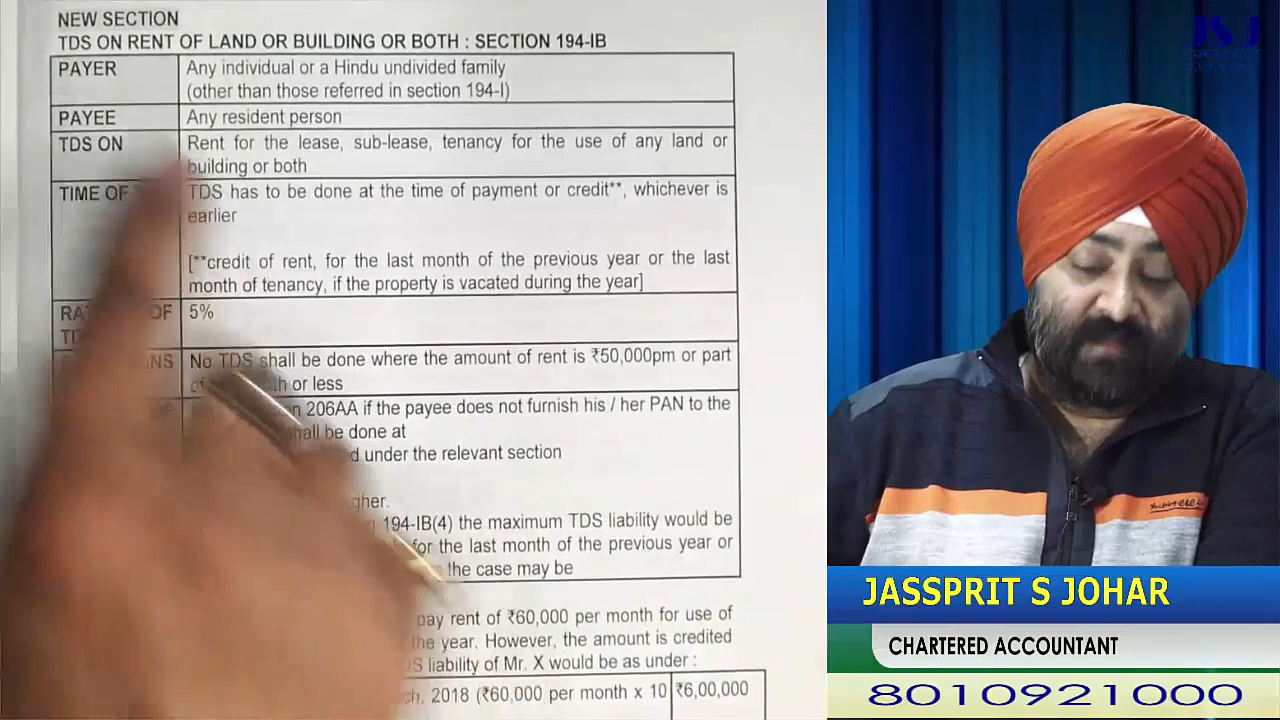 NEW SECTION
TDS ON RENT OF LAND OR BUILDING OR BOTH : SECTION 194-IB
PAYER Any individual or a Hindu undivided family
(other than those referred in section 194-I)
PAYEE Any resident person
TDS ON Rent for the lease, sub-lease, tenancy for the use of any land or
building or both
TIME OF TDS has to be done at the time of payment or credit**, whichever is
earlier
[**credit of rent, for the last month of the previous year or the last
month of tenancy, if the property is vacated during the year]
OF 5%
No TDS shall be done where the amount of rent is ₹50,000pm or part
or less
206AA if the payee does not furnish his / her PAN to the
shall be done at
under the relevant section
194-IB(4) the maximum TDS liability would be
for the last month of the previous year or
the case may be
pay rent of ₹60,000 per month for use of
the year. However, the amount is credited
liability of Mr. X would be as under :
2018 (₹60,000 per month x 10 ₹6,00,000
JSJ
JASSPRIT S JOHAR
CHARTERED ACCOUNTANT
8010921000